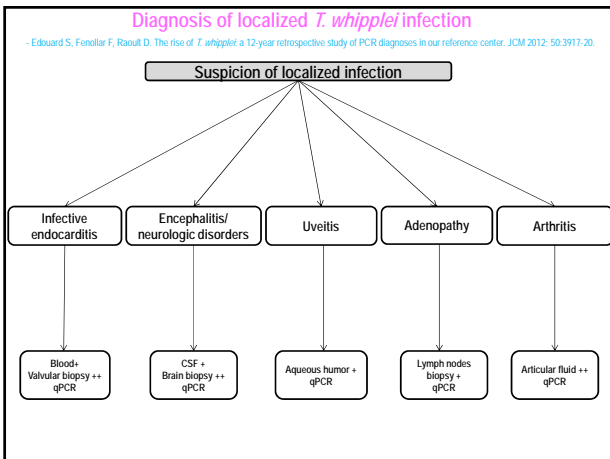 Diagnosis of localized T. whipplei infection
- Edouard S, Fenollar F, Raoult D. The rise of T. whipplei: a 12-year retrospective study of PCR diagnoses in our reference center. JCM 2012; 50:3917-20.
Suspicion of localized infection
Infective
endocarditis
Encephalitis/
neurologic disorders
Uveitis
Adenopathy
Arthritis
Blood+
Valvular biopsy ++
qPCR
CSF +
Brain biopsy ++
qPCR
Aqueous humor +
qPCR
Lymph nodes
biopsy +
qPCR
Articular fluid ++
qPCR